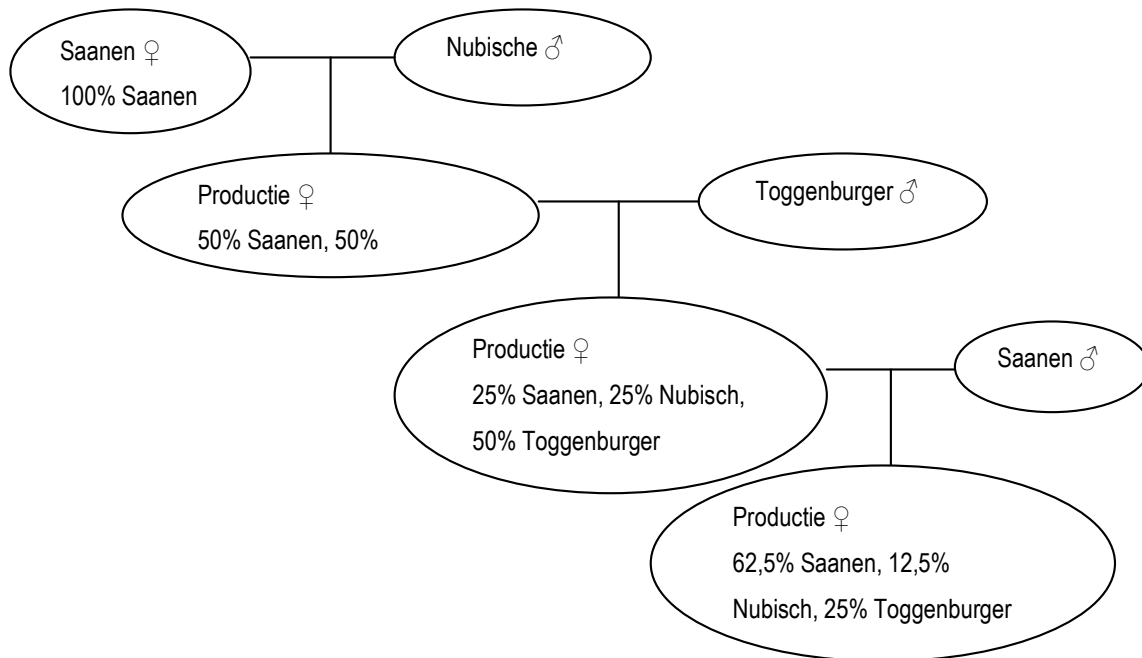 Saanen ♀
100% Saanen
Nubische ♂
Productie ♀
50% Saanen, 50%
Toggenburger ♂
Productie ♀
25% Saanen, 25% Nubisch,
50% Toggenburger
Saanen ♂
Productie ♀
62,5% Saanen, 12,5%
Nubisch, 25% Toggenburger